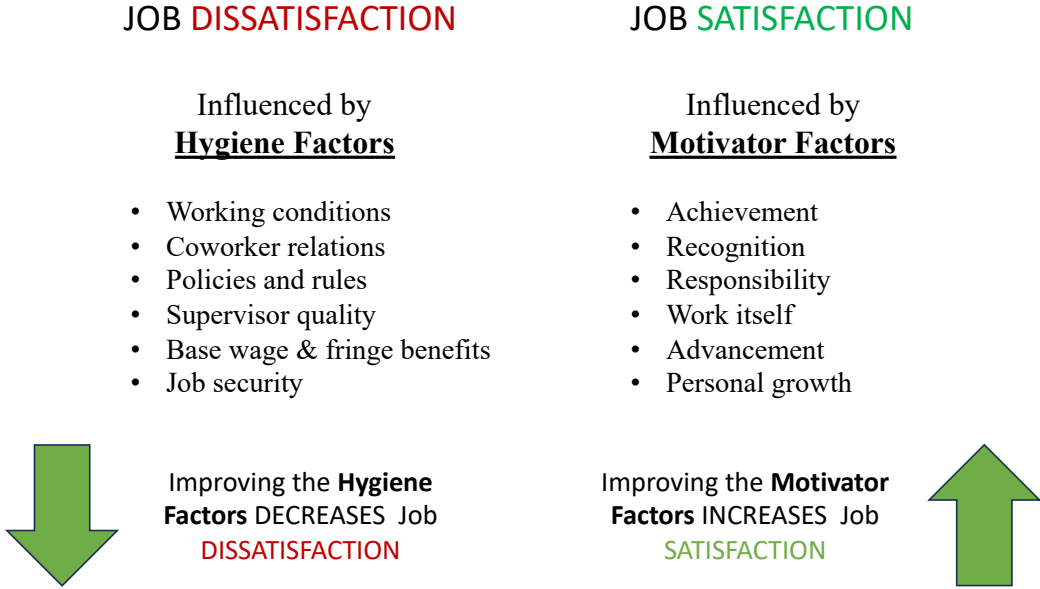 JOB DISSATISFACTION
Influenced by
Hygiene Factors
• Working conditions
• Coworker relations
• Policies and rules
• Supervisor quality
• Base wage & fringe benefits
• Job security
Improving the Hygiene
Factors DECREASES Job
DISSATISFACTION
JOB SATISFACTION
Influenced by
Motivator Factors
• Achievement
• Recognition
• Responsibility
• Work itself
• Advancement
• Personal growth
Improving the Motivator
Factors INCREASES Job
SATISFACTION